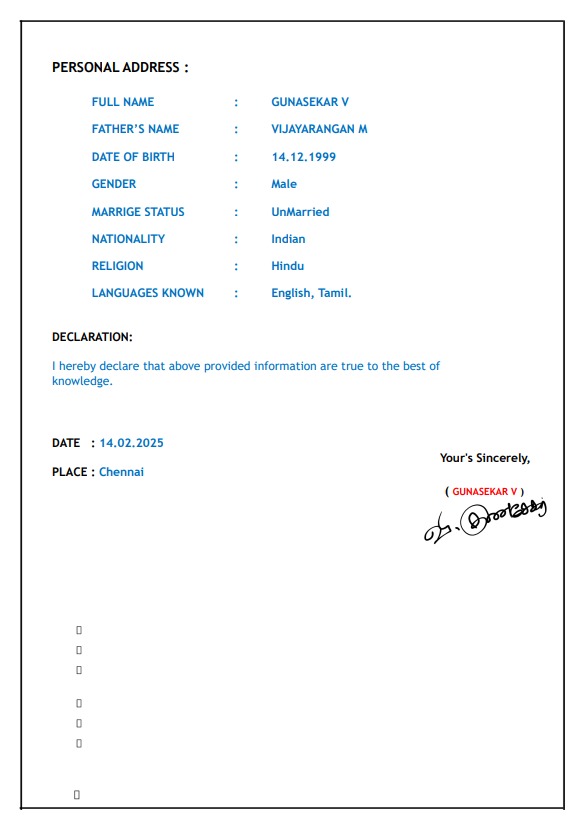 PERSONAL ADDRESS :
FULL NAME : GUNASEKAR V
FATHER’S NAME : VIJAYARANGAN M
DATE OF BIRTH : 14.12.1999
GENDER : Male
MARRIGE STATUS : UnMarried
NATIONALITY : Indian
RELIGION : Hindu
LANGUAGES KNOWN : English, Tamil.
DECLARATION:
I hereby declare that above provided information are true to the best of
knowledge.
DATE : 14.02.2025
Your's Sincerely,
PLACE : Chennai
( GUNASEKAR V )